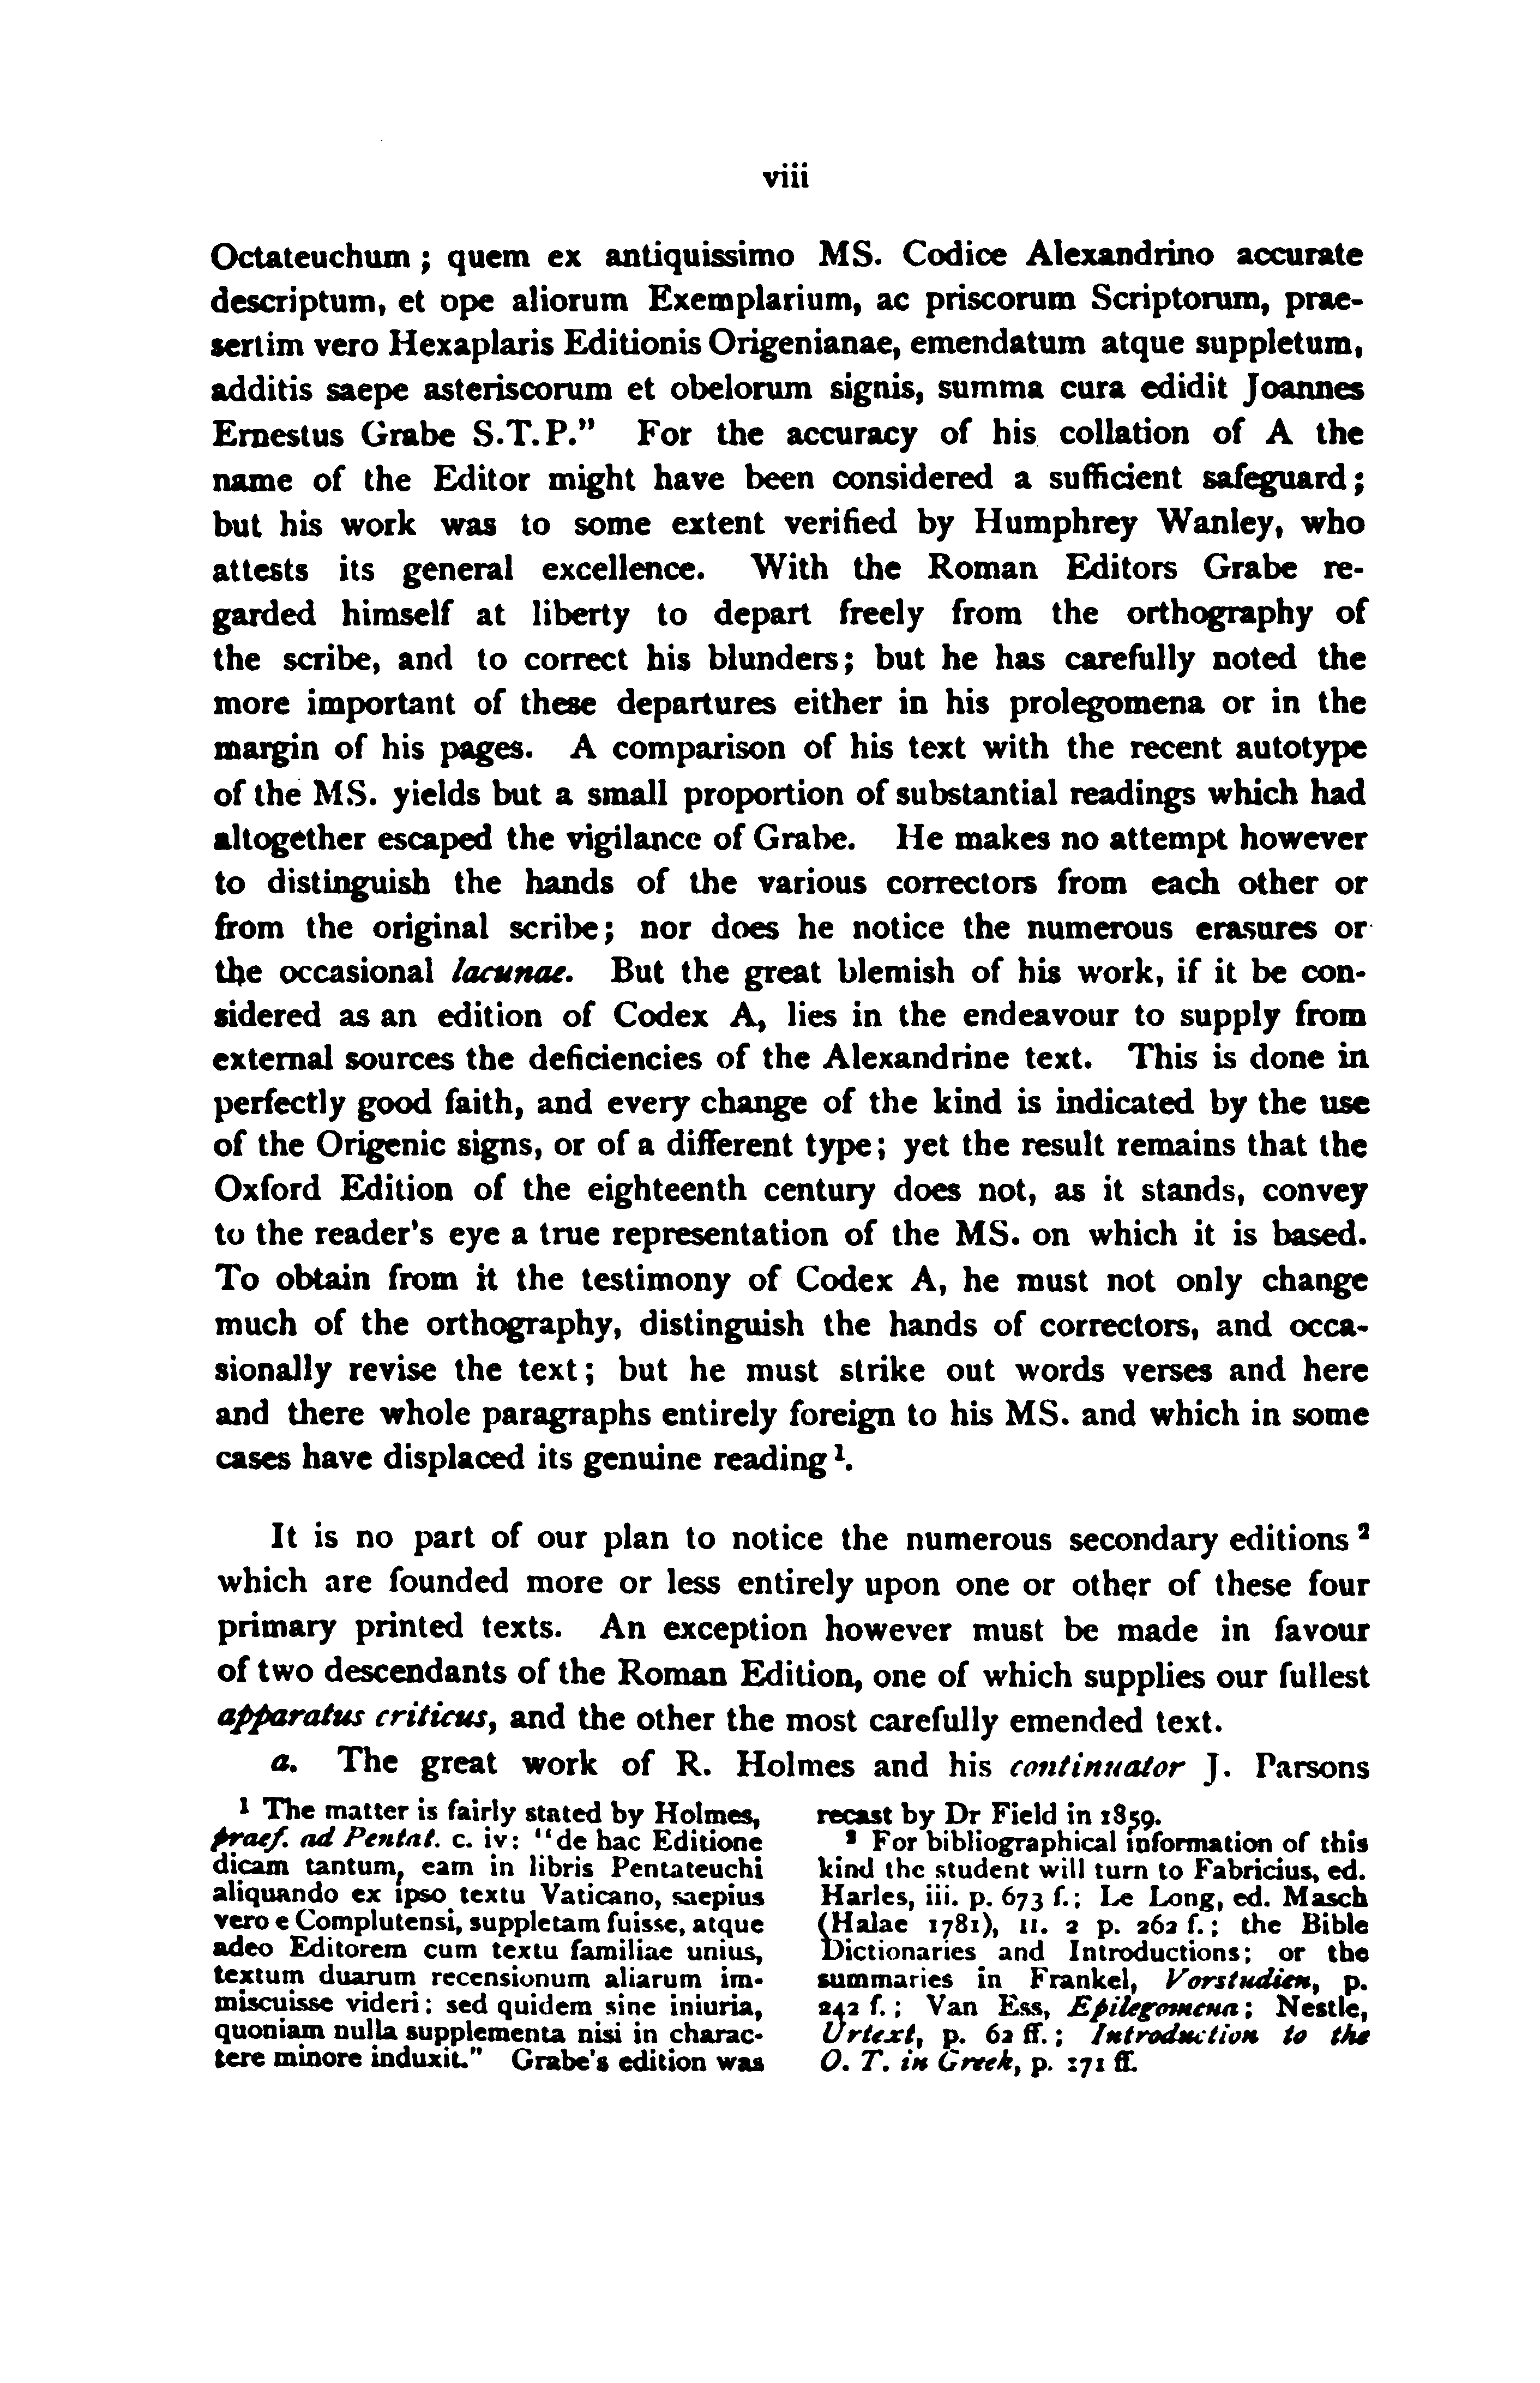 viii
Octateuchum; quem ex antiquissimo MS. Codice Alexandrino accurate
descriptum, et ope aliorum Exemplarium, ac priscorum Scriptorum, prae-
sertim vero Hexaplaris Editionis Origenianae, emendatum atque suppletum,
additis saepe asteriscorum et obelorum signis, summa cura edidit Joannes
Ernestus Grabe S.T.P.” For the accuracy of his collation of A the
name of the Editor might have been considered a sufficient safeguard;
but his work was to some extent verified by Humphrey Wanley, who
attests its general excellence. With the Roman Editors Grabe re-
garded himself at liberty to depart freely from the orthography of
the scribe, and to correct his blunders; but he has carefully noted the
more important of these departures either in his prolegomena or in the
margin of his pages. A comparison of his text with the recent autotype
of the MS. yields but a small proportion of substantial readings which had
altogether escaped the vigilance of Grabe. He makes no attempt however
to distinguish the hands of the various correctors from each other or
from the original scribe; nor does he notice the numerous erasures or
the occasional lacunae. But the great blemish of his work, if it be con-
sidered as an edition of Codex A, lies in the endeavour to supply from
external sources the deficiencies of the Alexandrine text. This is done in
perfectly good faith, and every change of the kind is indicated by the use
of the Origenic signs, or of a different type; yet the result remains that the
Oxford Edition of the eighteenth century does not, as it stands, convey
to the reader's eye a true representation of the MS. on which it is based.
To obtain from it the testimony of Codex A, he must not only change
much of the orthography, distinguish the hands of correctors, and occa-
sionally revise the text; but he must strike out words verses and here
and there whole paragraphs entirely foreign to his MS. and which in some
cases have displaced its genuine reading¹.
It is no part of our plan to notice the numerous secondary editions²
which are founded more or less entirely upon one or other of these four
primary printed texts. An exception however must be made in favour
of two descendants of the Roman Edition, one of which supplies our fullest
apparatus criticus, and the other the most carefully emended text.
a. The great work of R. Holmes and his continuator J. Parsons
¹ The matter is fairly stated by Holmes,
praef. ad Pentat. c. iv: “de hac Editione
dicam tantum, eam in libris Pentateuchi
aliquando ex ipso textu Vaticano, saepius
vero e Complutensi, suppletam fuisse, atque
adeo Editorem cum textu familiae unius,
textum duarum recensionum aliarum im-
miscuisse videri: sed quidem sine iniuria,
quoniam nulla supplementa nisi in charac-
tere minore induxit.” Grabe's edition was
recast by Dr Field in 1859.
² For bibliographical information of this
kind the student will turn to Fabricius, ed.
Harles, iii. p. 673 f.; Le Long, ed. Masch
(Halae 1781), II. 2 p. 262 f.; the Bible
Dictionaries and Introductions; or the
summaries in Frankel, Vorstudien, p.
242 f.; Van Ess, Epilegomena; Nestle,
Urtext, p. 62 ff.; Introduction to the
O. T. in Greek, p. 171 ff.